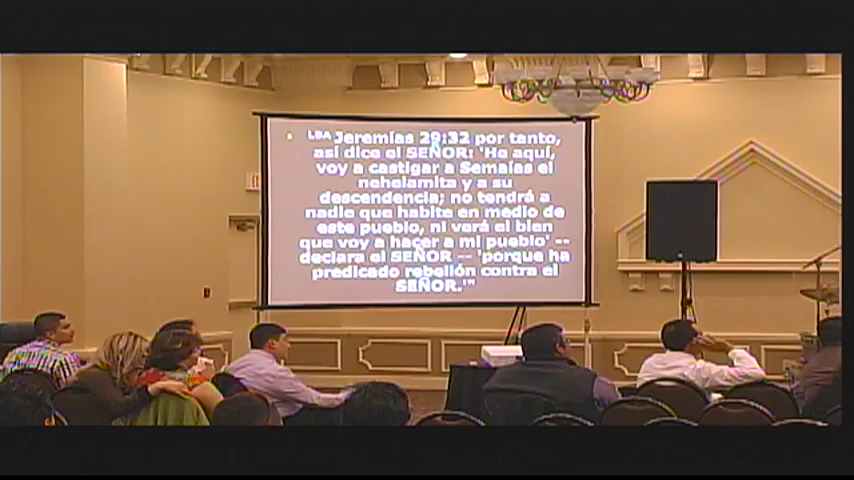 LBA Jeremías 29:32 por tanto,
así dice el SEÑOR: 'He aquí,
voy a castigar a Semaías el
nehelamita y a su
descendencia; no tendrá a
nadie que habite en medio de
este pueblo, ni verá el bien
que voy a hacer a mi pueblo' --
declara el SEÑOR -- 'porque ha
predicado rebelión contra el
SEÑOR.'"